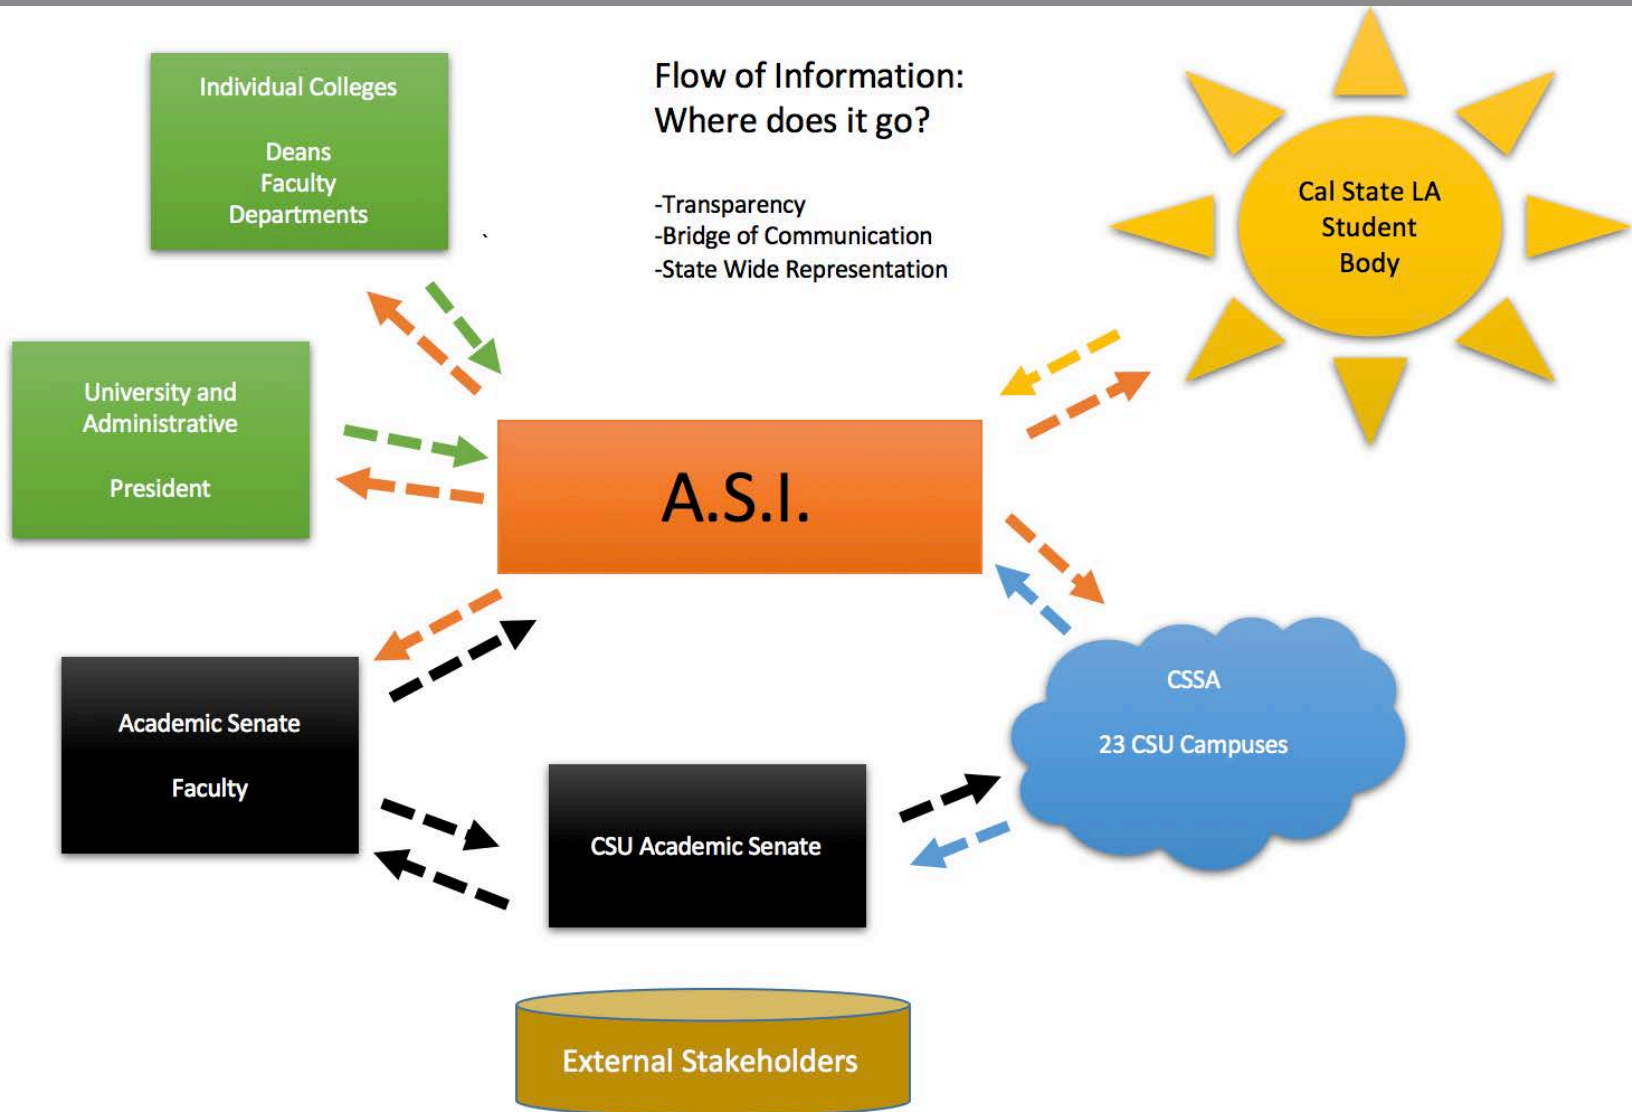 Individual Colleges
Deans
Faculty
Departments
Flow of Information:
Where does it go?
-Transparency
-Bridge of Communication
-State Wide Representation
Cal State LA
Student
Body
University and
Administrative
President
A.S.I.
Academic Senate
Faculty
CSU Academic Senate
CSSA
23 CSU Campuses
External Stakeholders